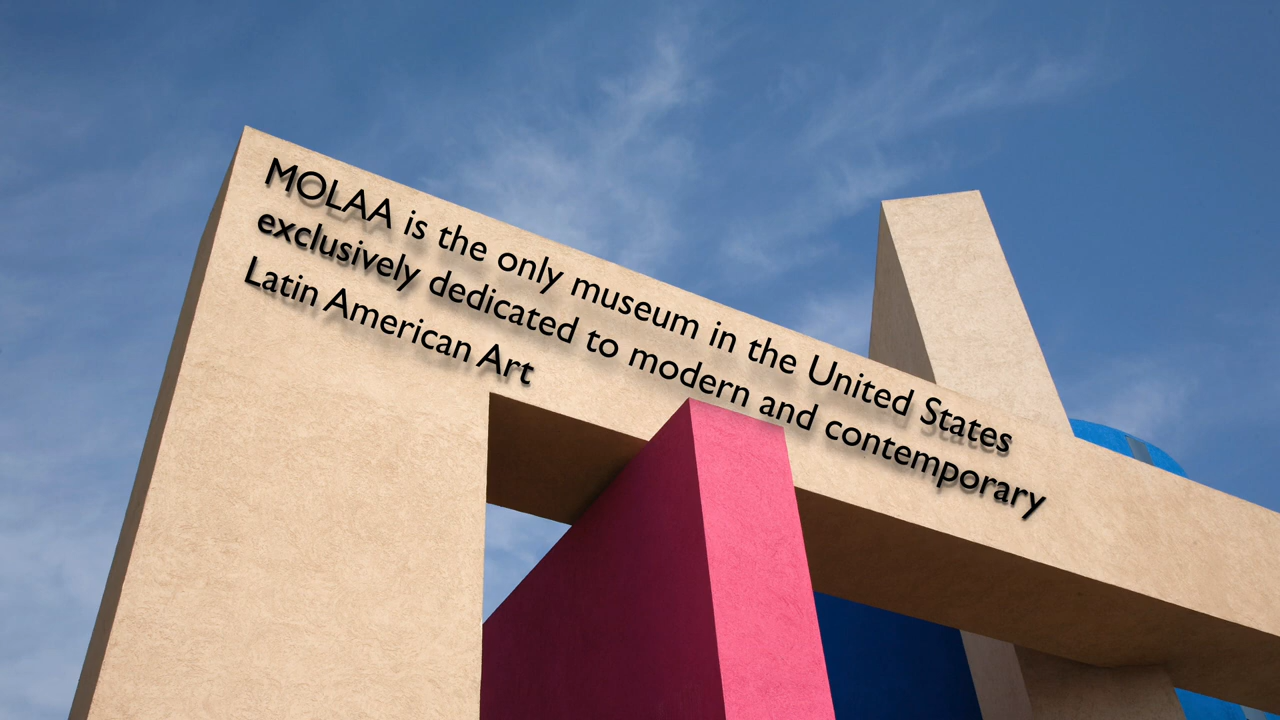 MOLAA is the only museum in the United States
exclusively dedicated to modern and contemporary
Latin American Art